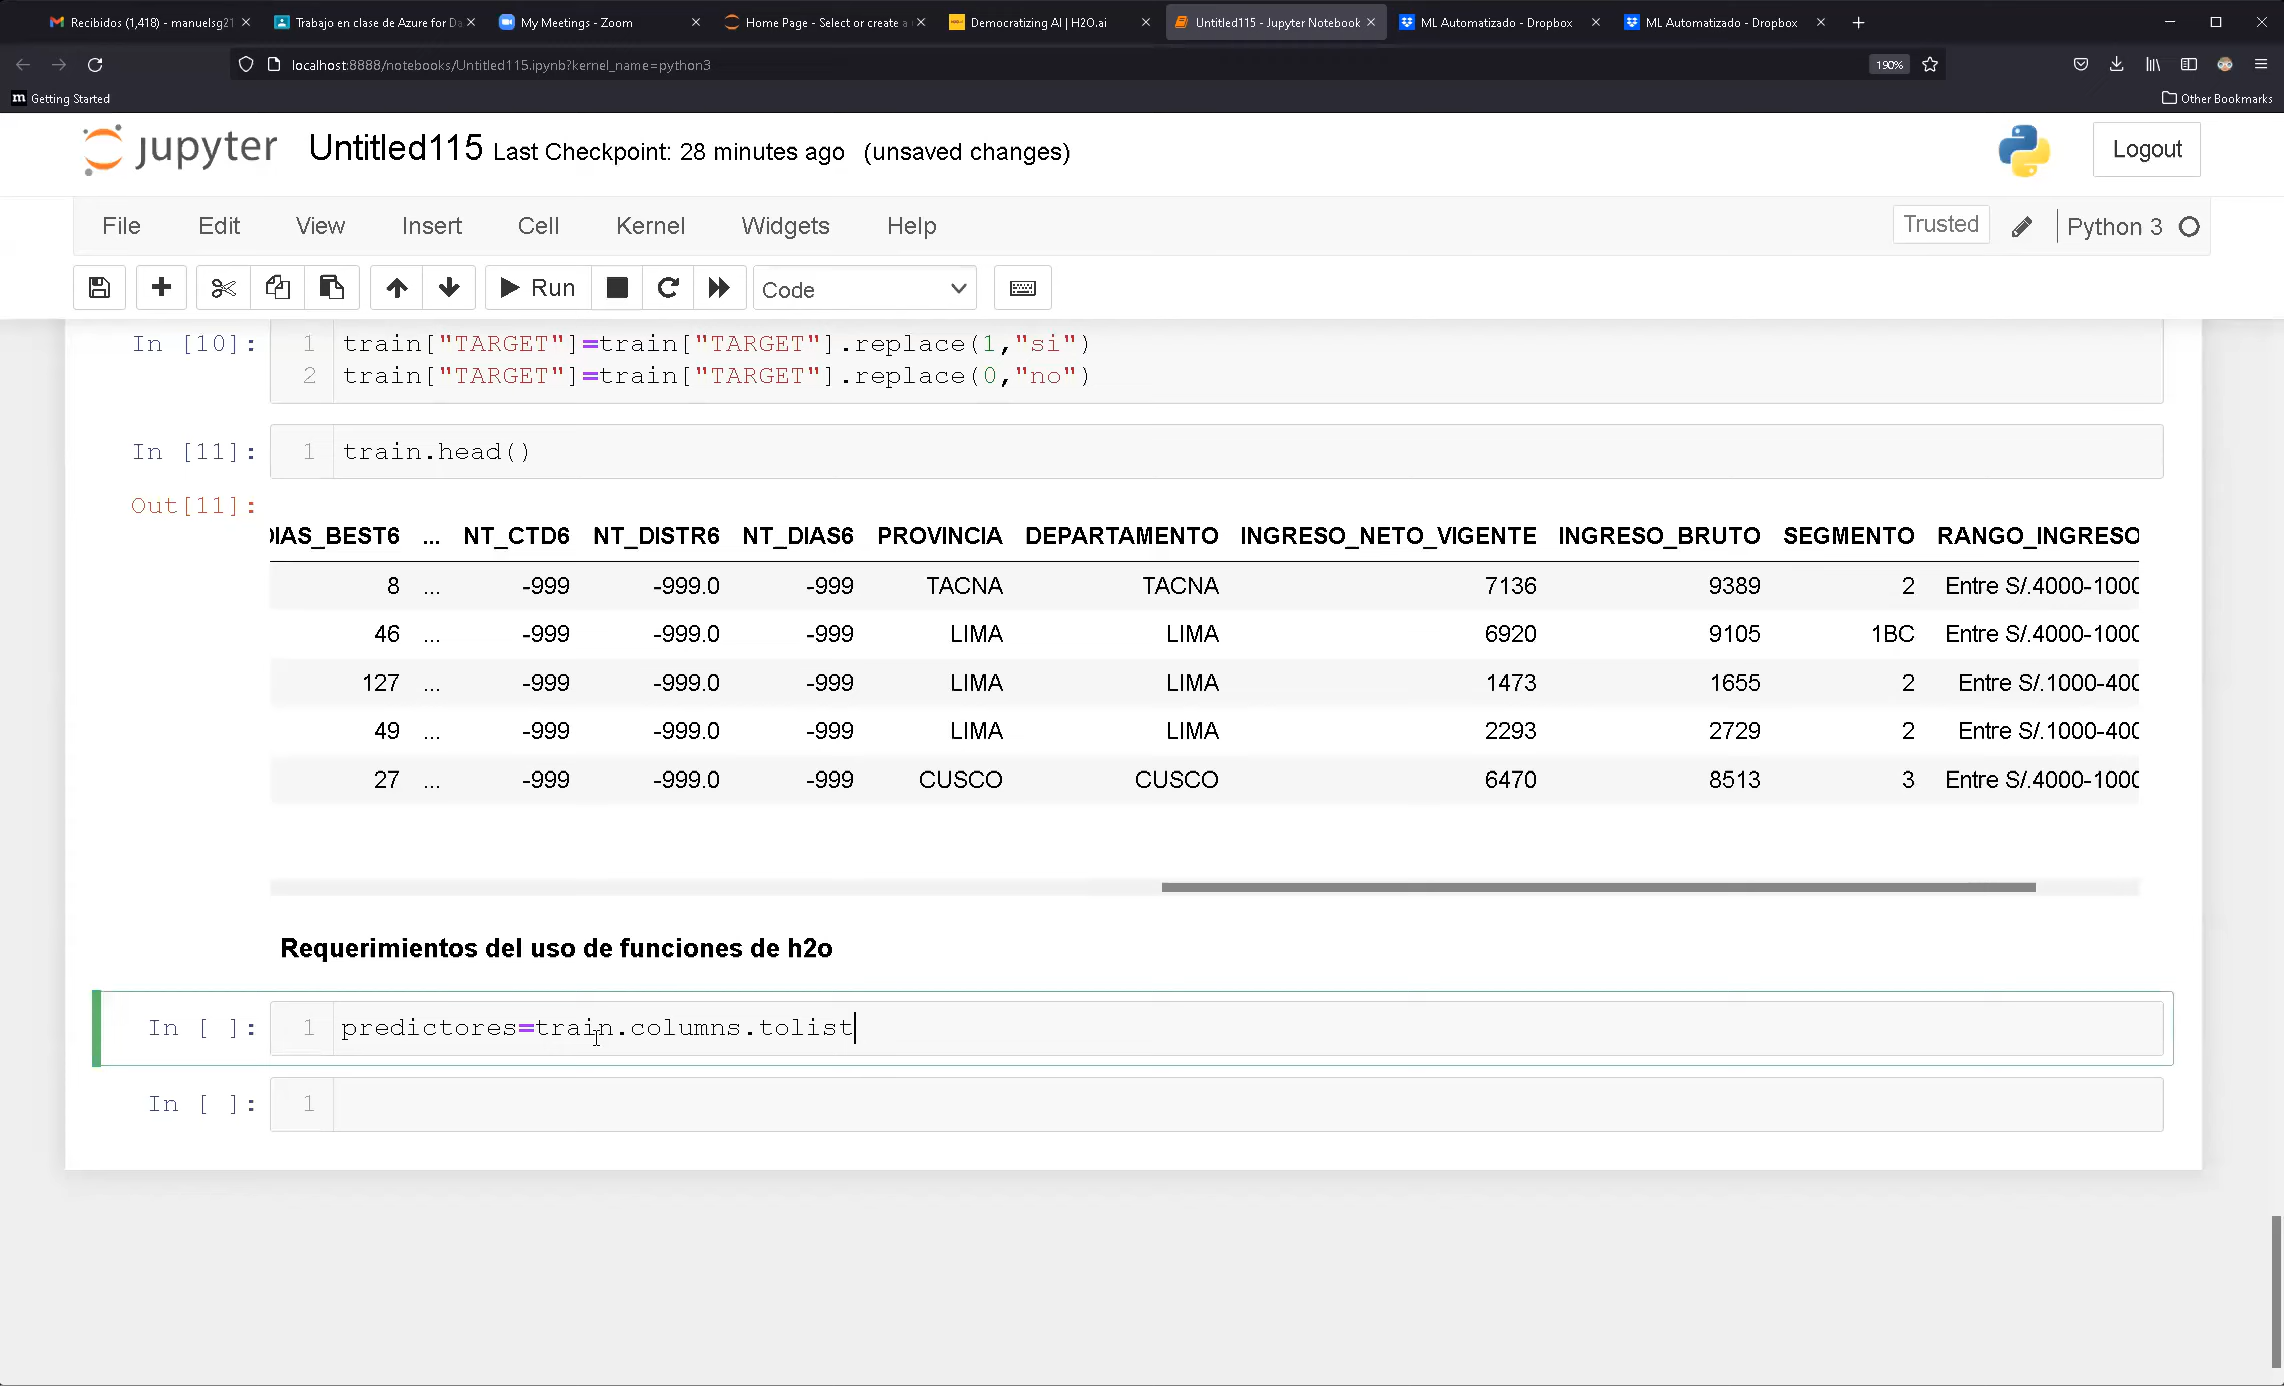 Recibidos (1,418) - manuelsg21
Trabajo en clase de Azure for Da
My Meetings - Zoom
Home Page - Select or create a
Democratizing AI | H2O.ai
Untitled115 - Jupyter Notebook
ML Automatizado - Dropbox
ML Automatizado - Dropbox
localhost:8888/notebooks/Untitled115.ipynb?kernel_name=python3
190%
Getting Started
Other Bookmarks
jupyter Untitled115 Last Checkpoint: 28 minutes ago (unsaved changes)
Logout
File Edit View Insert Cell Kernel Widgets Help
Trusted
Python 3
Run
Code
In [10]: 1 train["TARGET"]=train["TARGET"].replace(1,"si")
2 train["TARGET"]=train["TARGET"].replace(0,"no")
In [11]: 1 train.head()
Out[11]:
DIAS_BEST6 ... NT_CTD6 NT_DISTR6 NT_DIAS6 PROVINCIA DEPARTAMENTO INGRESO_NETO_VIGENTE INGRESO_BRUTO SEGMENTO RANGO_INGRESO
8 ... -999 -999.0 -999 TACNA TACNA 7136 9389 2 Entre S/.4000-1000
46 ... -999 -999.0 -999 LIMA LIMA 6920 9105 1BC Entre S/.4000-1000
127 ... -999 -999.0 -999 LIMA LIMA 1473 1655 2 Entre S/.1000-400
49 ... -999 -999.0 -999 LIMA LIMA 2293 2729 2 Entre S/.1000-400
27 ... -999 -999.0 -999 CUSCO CUSCO 6470 8513 3 Entre S/.4000-1000
Requerimientos del uso de funciones de h2o
In [ ]: 1 predictores=train.columns.tolist
In [ ]: 1